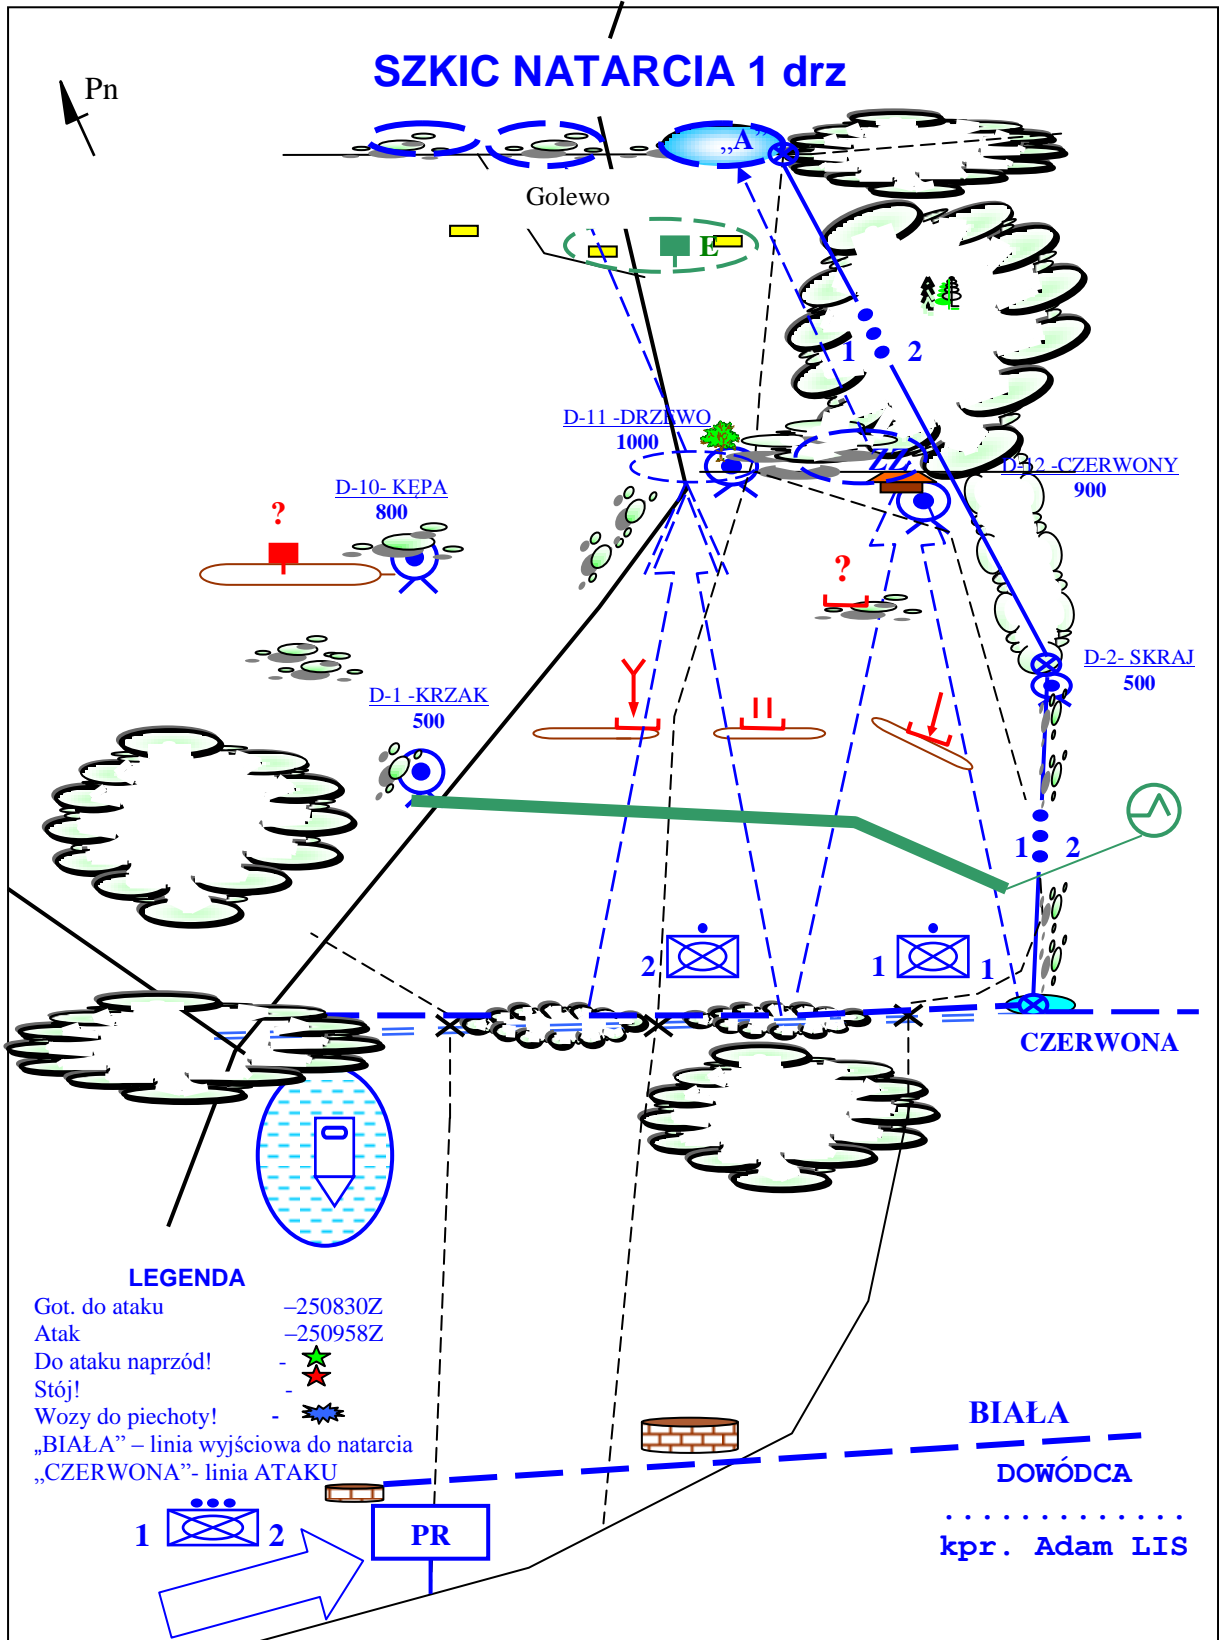 SZKIC NATARCIA 1 drz
Pn
„A”
Golewo
E
1 2
D-11 -DRZEWO
1000
ZZ
D-12 -CZERWONY
900
D-10- KĘPA
800
?
?
D-2- SKRAJ
500
D-1 -KRZAK
500
1 2
2
1 1
CZERWONA
LEGENDA
Got. do ataku –250830Z
Atak –250958Z
Do ataku naprzód! -
Stój! -
Wozy do piechoty! -
„BIAŁA” – linia wyjściowa do natarcia
„CZERWONA”- linia ATAKU
BIAŁA
DOWÓDCA
.............
kpr. Adam LIS
1 2
PR